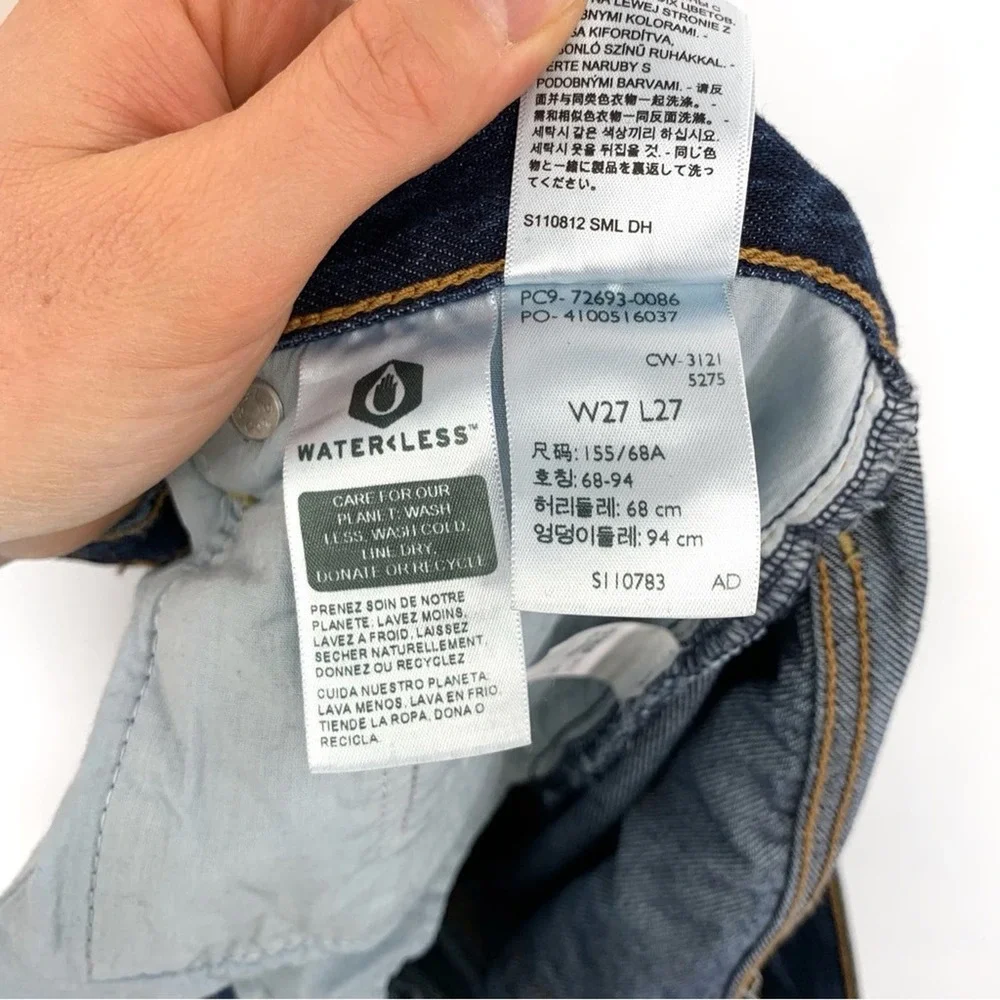 ЦВЕТОВ.
NA LEWEJ STRONIE Z
KOLORAMI. -
KIFORDÍTVA,
SZÍNŰ RUHÁKKAL. -
NARUBY S
PODOBNÝMI BARVAMI. - 请反
面并与同类色衣物一起洗涤。 -
需和相似色衣物一同反面洗涤。 -
세탁시 같은 색상끼리 하십시요.
세탁시 옷을 뒤집을 것. - 同じ色
物と一緒に製品を裏返して洗っ
てください。
S110812 SML DH
PC9- 72693-0086
PO- 4100516037
CW-3121
5275
W27 L27
尺码: 155/68A
호칭: 68-94
허리둘레: 68 cm
엉덩이둘레: 94 cm
S110783 AD
WATER<LESS™
CARE FOR OUR
PLANET: WASH
LESS, WASH COLD,
LINE DRY,
DONATE OR RECYCLE
PRENEZ SOIN DE NOTRE
PLANETE: LAVEZ MOINS,
LAVEZ A FROID, LAISSEZ
SECHER NATURELLEMENT,
DONNEZ OU RECYCLEZ
CUIDA NUESTRO PLANETA:
LAVA MENOS, LAVA EN FRIO,
TIENDE LA ROPA, DONA O
RECICLA